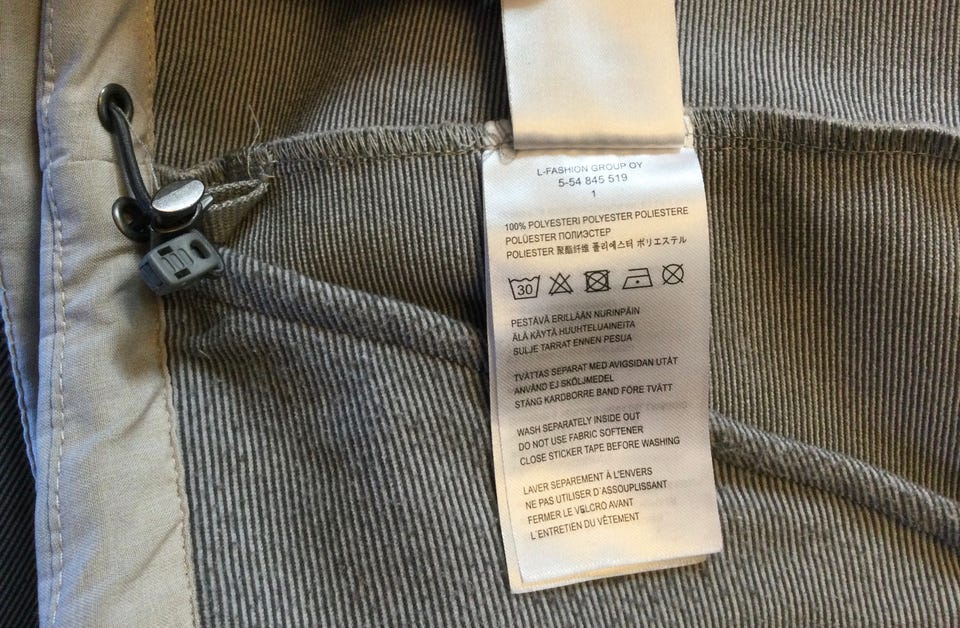 L-FASHION GROUP OY
5-54 845 519
1
100% POLYESTERI POLYESTER POLIESTERE
POLÜESTER ПОЛИЭСТЕР
POLIESTER 聚酯纤维 폴리에스터 ポリエステル
30
PESTÄVÄ ERILLÄÄN NURINPÄIN
ÄLÄ KÄYTÄ HUUHTELUAINEITA
SULJE TARRAT ENNEN PESUA
TVÄTTAS SEPARAT MED AVIGSIDAN UTÅT
ANVÄND EJ SKÖLJMEDEL
STÄNG KARDBORRE BAND FÖRE TVÄTT
WASH SEPARATELY INSIDE OUT
DO NOT USE FABRIC SOFTENER
CLOSE STICKER TAPE BEFORE WASHING
LAVER SEPAREMENT À L'ENVERS
NE PAS UTILISER D´ASSOUPLISSANT
FERMER LE VELCRO AVANT
L´ENTRETIEN DU VÊTEMENT